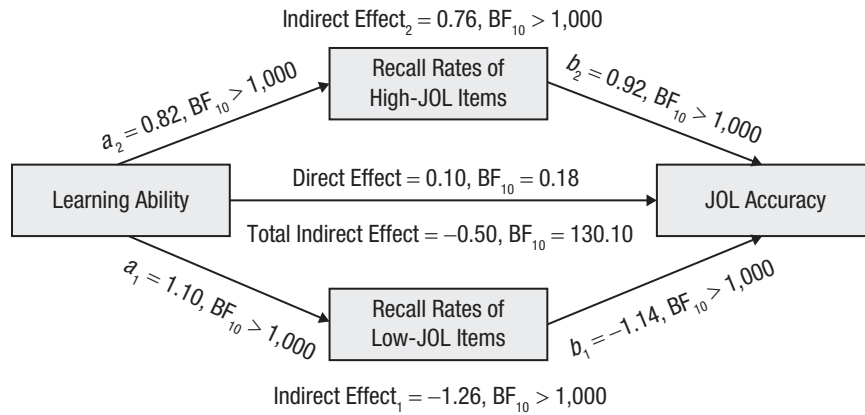 Indirect Effect₂ = 0.76, BF₁₀ > 1,000
Recall Rates of
High-JOL Items
a₂ = 0.82, BF₁₀ > 1,000
b₂ = 0.92, BF₁₀ > 1,000
Learning Ability
Direct Effect = 0.10, BF₁₀ = 0.18
JOL Accuracy
Total Indirect Effect = −0.50, BF₁₀ = 130.10
a₁ = 1.10, BF₁₀ > 1,000
Recall Rates of
Low-JOL Items
b₁ = −1.14, BF₁₀ > 1,000
Indirect Effect₁ = −1.26, BF₁₀ > 1,000